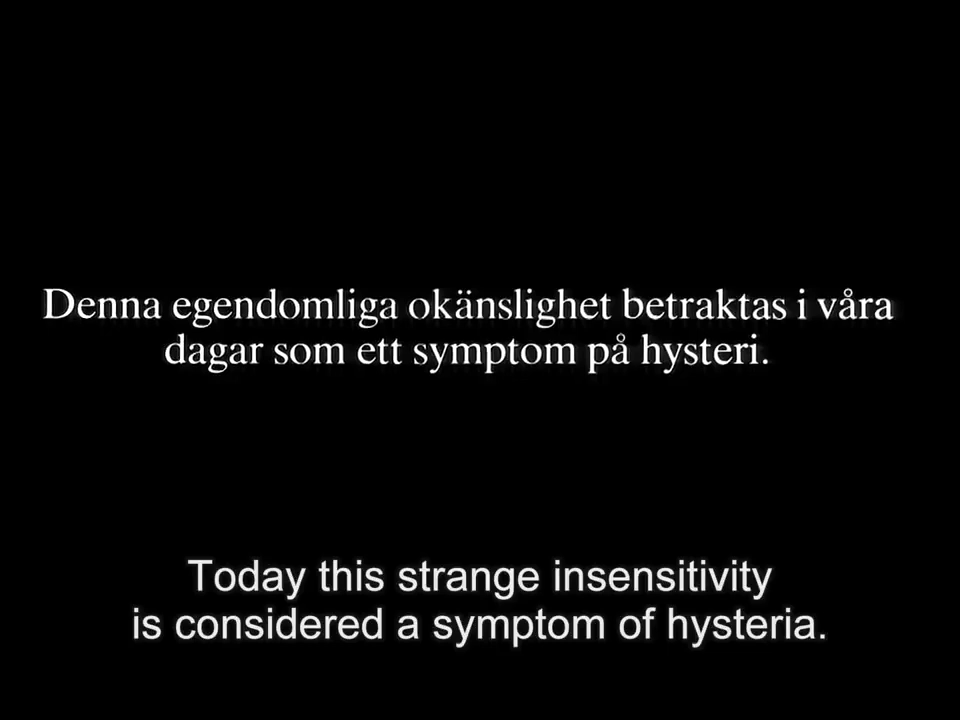 Denna egendomliga okänslighet betraktas i våra
dagar som ett symptom på hysteri.
Today this strange insensitivity
is considered a symptom of hysteria.